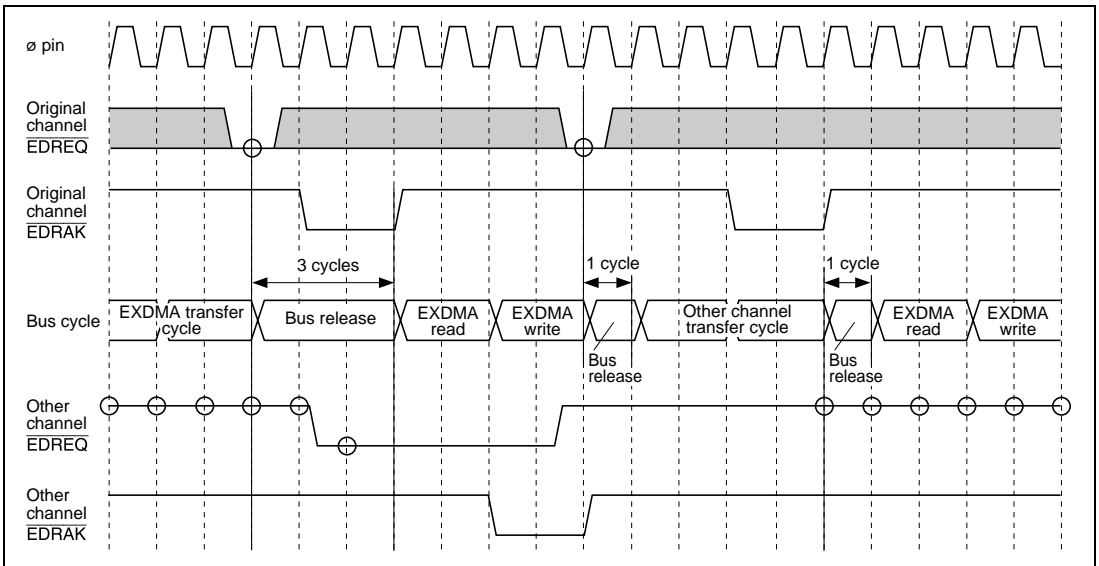 ø pin
Original
channel
EDREQ
Original
channel
EDRAK
3 cycles
1 cycle
1 cycle
Bus cycle
EXDMA transfer
cycle
Bus release
EXDMA
read
EXDMA
write
Bus
release
Other channel
transfer cycle
Bus
release
EXDMA
read
EXDMA
write
Other
channel
EDREQ
Other
channel
EDRAK